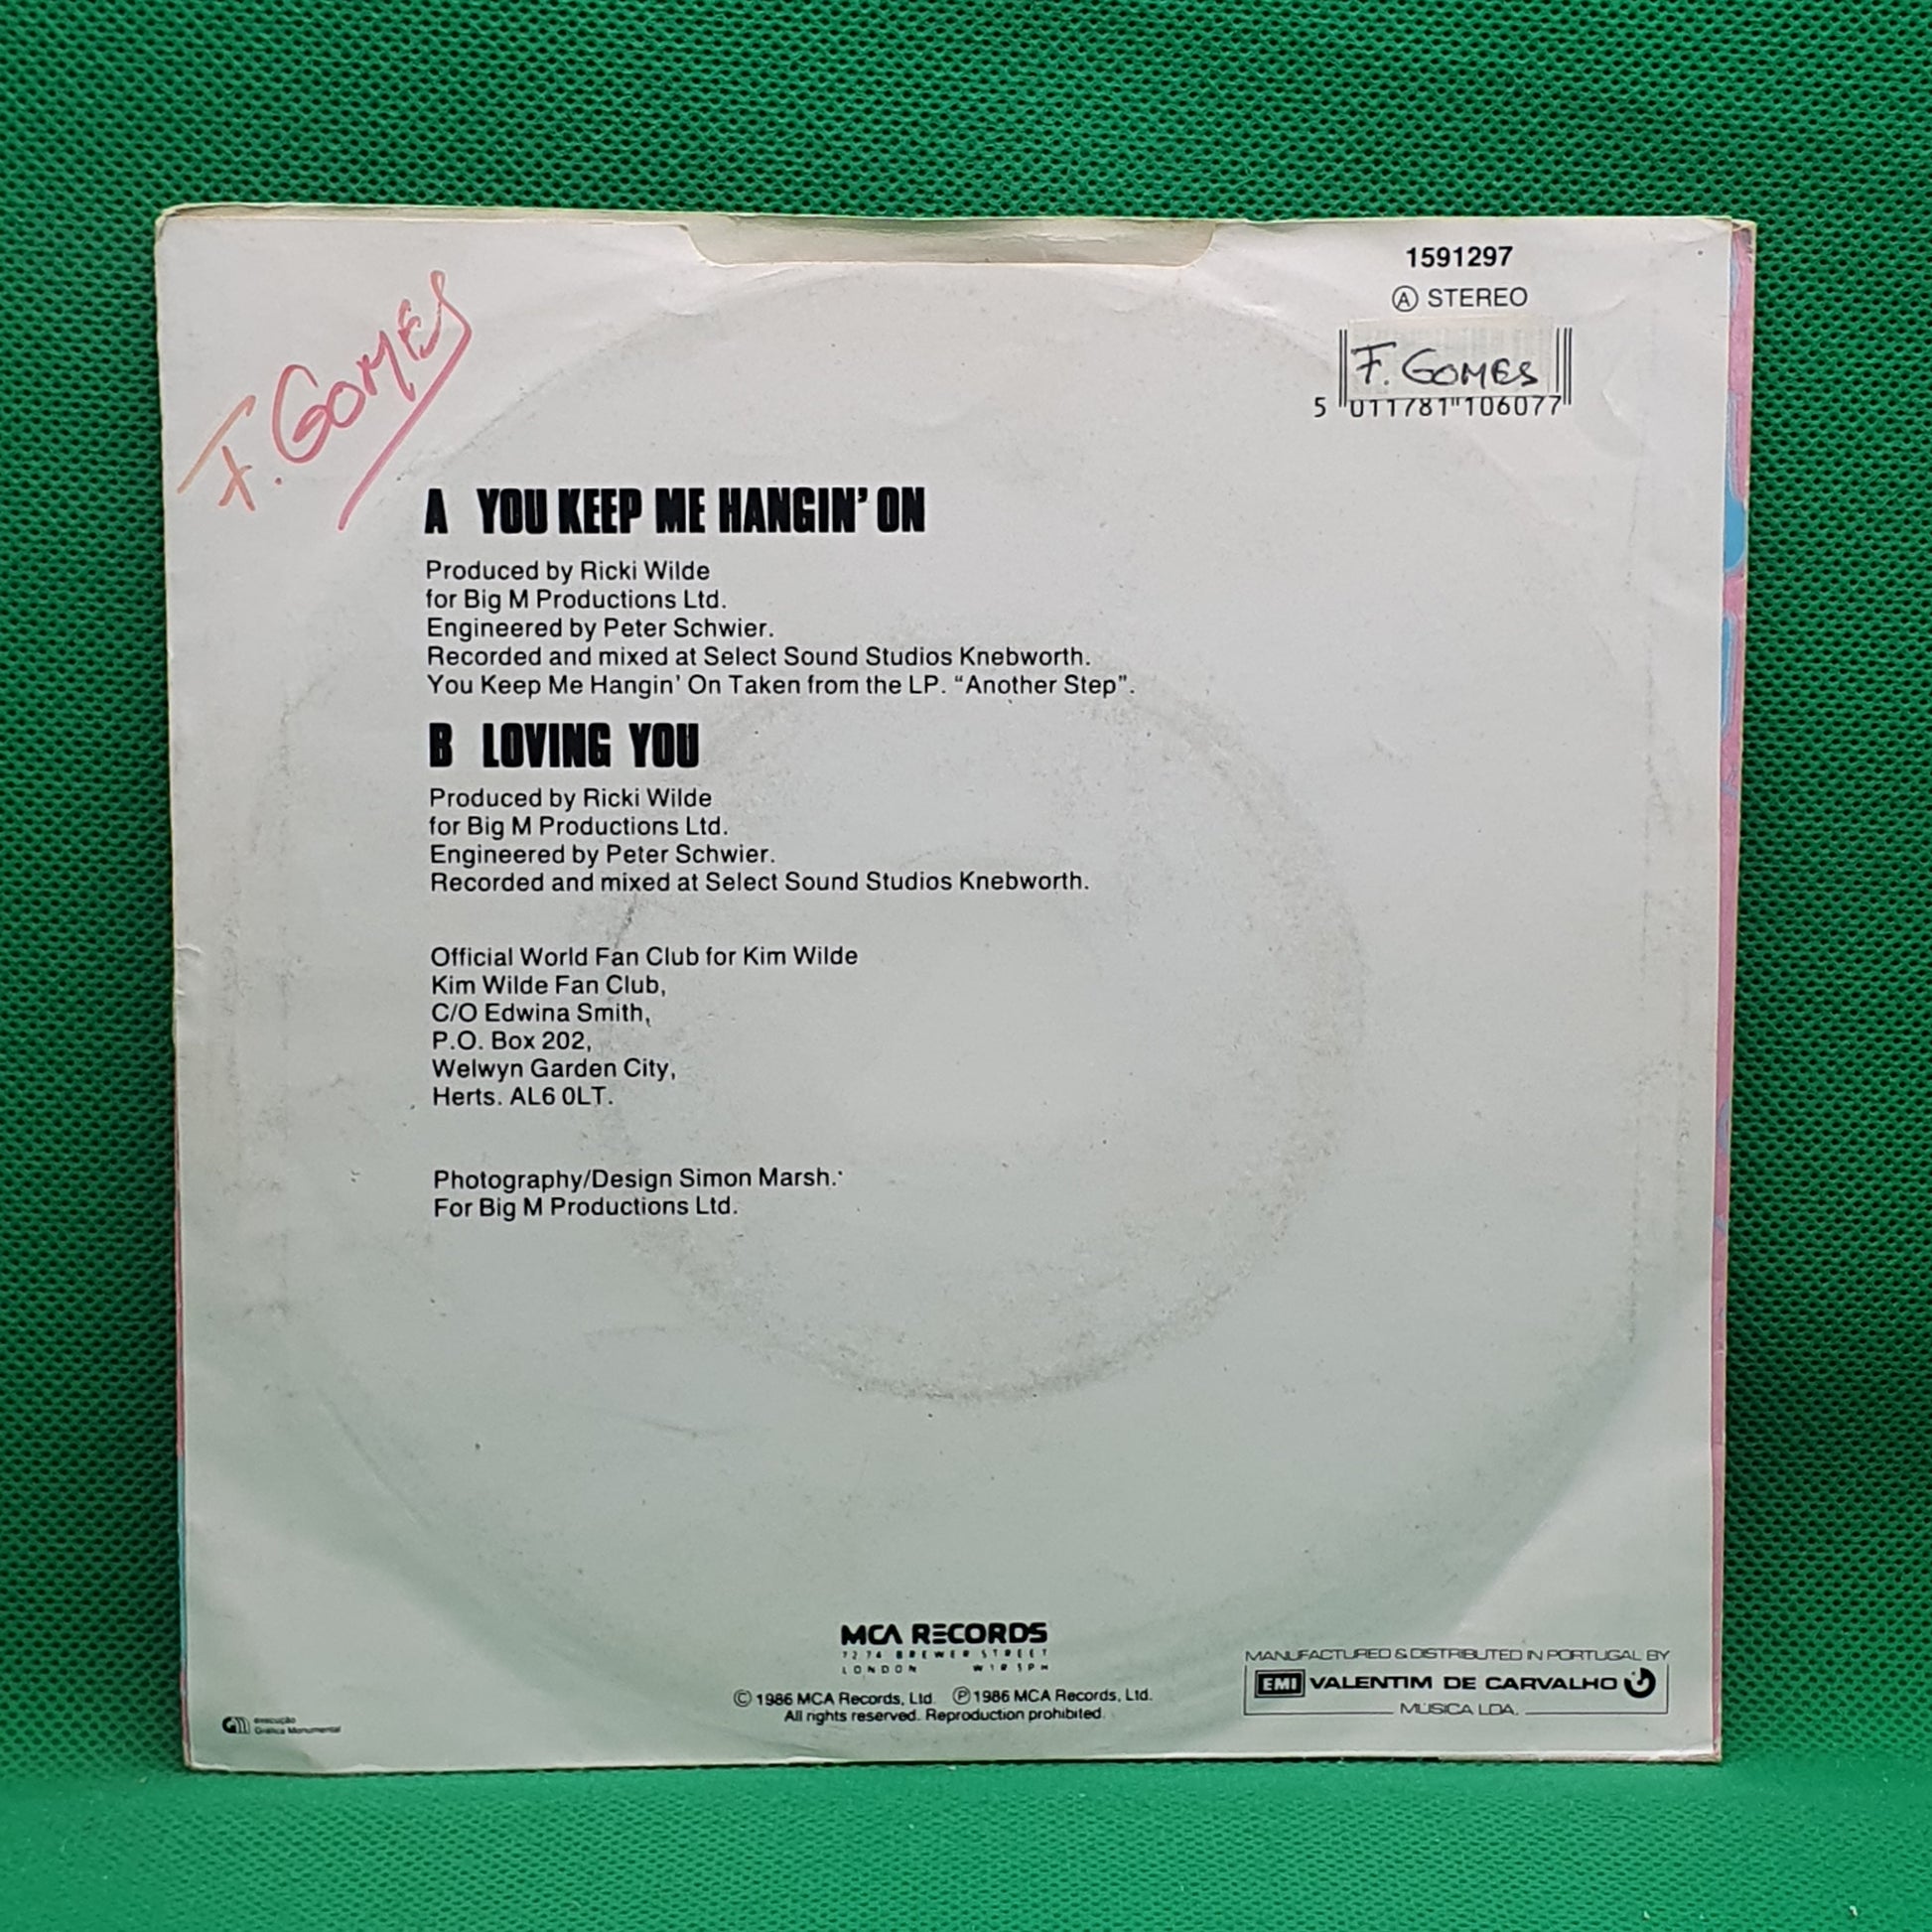 F. GOMES
1591297
Ⓐ STEREO
F. GOMES
5 011781 106077
A YOU KEEP ME HANGIN' ON
Produced by Ricki Wilde
for Big M Productions Ltd.
Engineered by Peter Schwier.
Recorded and mixed at Select Sound Studios Knebworth.
You Keep Me Hangin' On Taken from the LP. “Another Step”.
B LOVING YOU
Produced by Ricki Wilde
for Big M Productions Ltd.
Engineered by Peter Schwier.
Recorded and mixed at Select Sound Studios Knebworth.
Official World Fan Club for Kim Wilde
Kim Wilde Fan Club,
C/O Edwina Smith,
P.O. Box 202,
Welwyn Garden City,
Herts. AL6 0LT.
Photography/Design Simon Marsh.
For Big M Productions Ltd.
MCA RECORDS
72 74 BREWER STREET
LONDON W1R 3PH
© 1986 MCA Records, Ltd. ℗ 1986 MCA Records, Ltd.
All rights reserved. Reproduction prohibited.
MANUFACTURED & DISTRIBUTED IN PORTUGAL BY
EMI VALENTIM DE CARVALHO
MÚSICA LDA.
execução
Gráfica Monumental